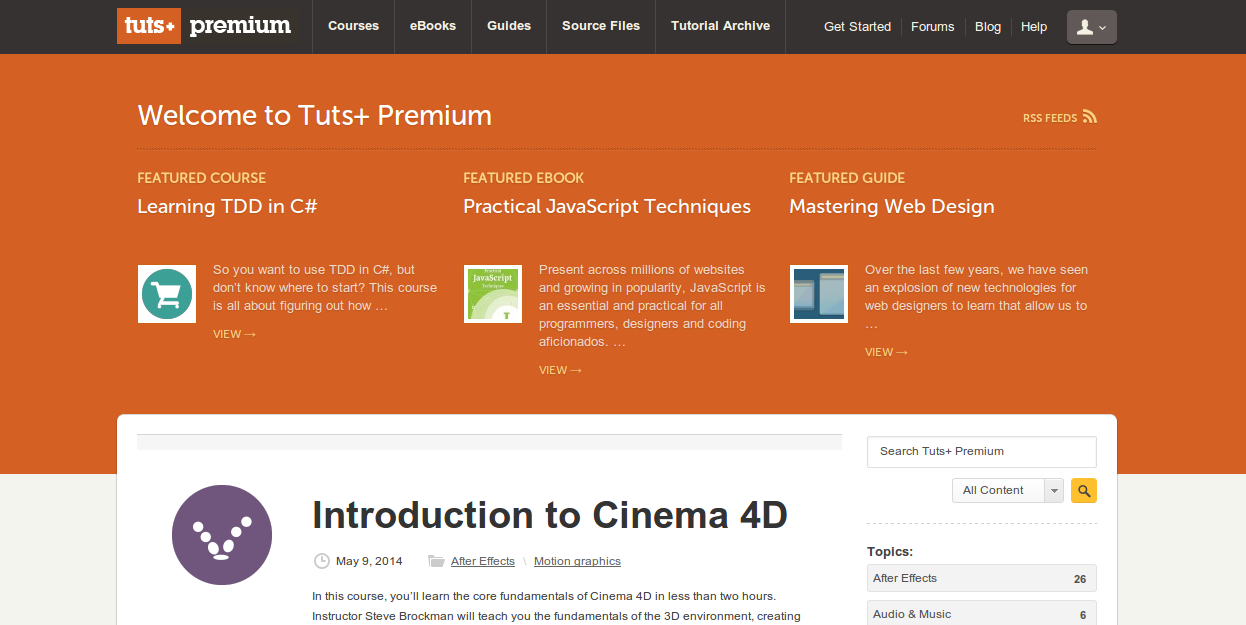 tuts+ premium
Courses
eBooks
Guides
Source Files
Tutorial Archive
Get Started
Forums
Blog
Help
Welcome to Tuts+ Premium
RSS FEEDS
FEATURED COURSE
Learning TDD in C#
So you want to use TDD in C#, but
don't know where to start? This course
is all about figuring out how …
VIEW →
FEATURED EBOOK
Practical JavaScript Techniques
Practical
JavaScript
Techniques
Present across millions of websites
and growing in popularity, JavaScript is
an essential and practical for all
programmers, designers and coding
aficionados. …
VIEW →
FEATURED GUIDE
Mastering Web Design
Over the last few years, we have seen
an explosion of new technologies for
web designers to learn that allow us to
…
VIEW →
Introduction to Cinema 4D
May 9, 2014
After Effects \ Motion graphics
In this course, you'll learn the core fundamentals of Cinema 4D in less than two hours.
Instructor Steve Brockman will teach you the fundamentals of the 3D environment, creating
Search Tuts+ Premium
All Content
Topics:
After Effects 26
Audio & Music 6